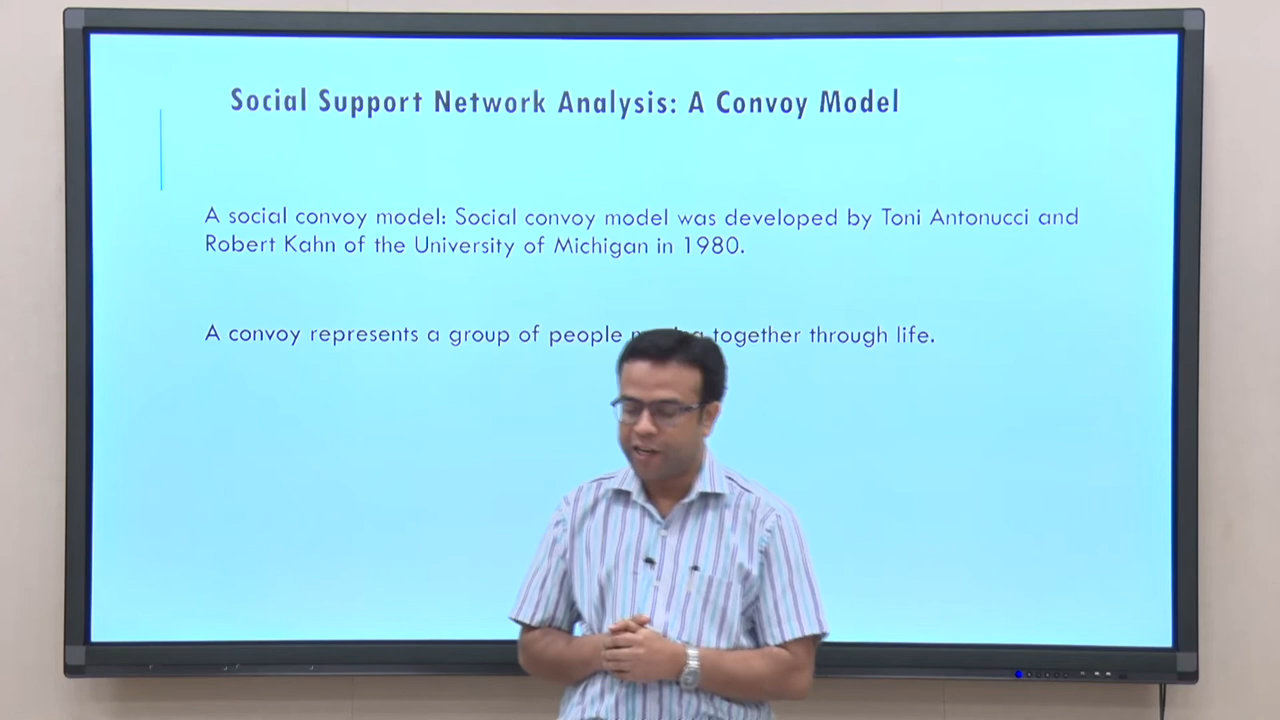 Social Support Network Analysis: A Convoy Model
A social convoy model: Social convoy model was developed by Toni Antonucci and
Robert Kahn of the University of Michigan in 1980.
A convoy represents a group of people together through life.